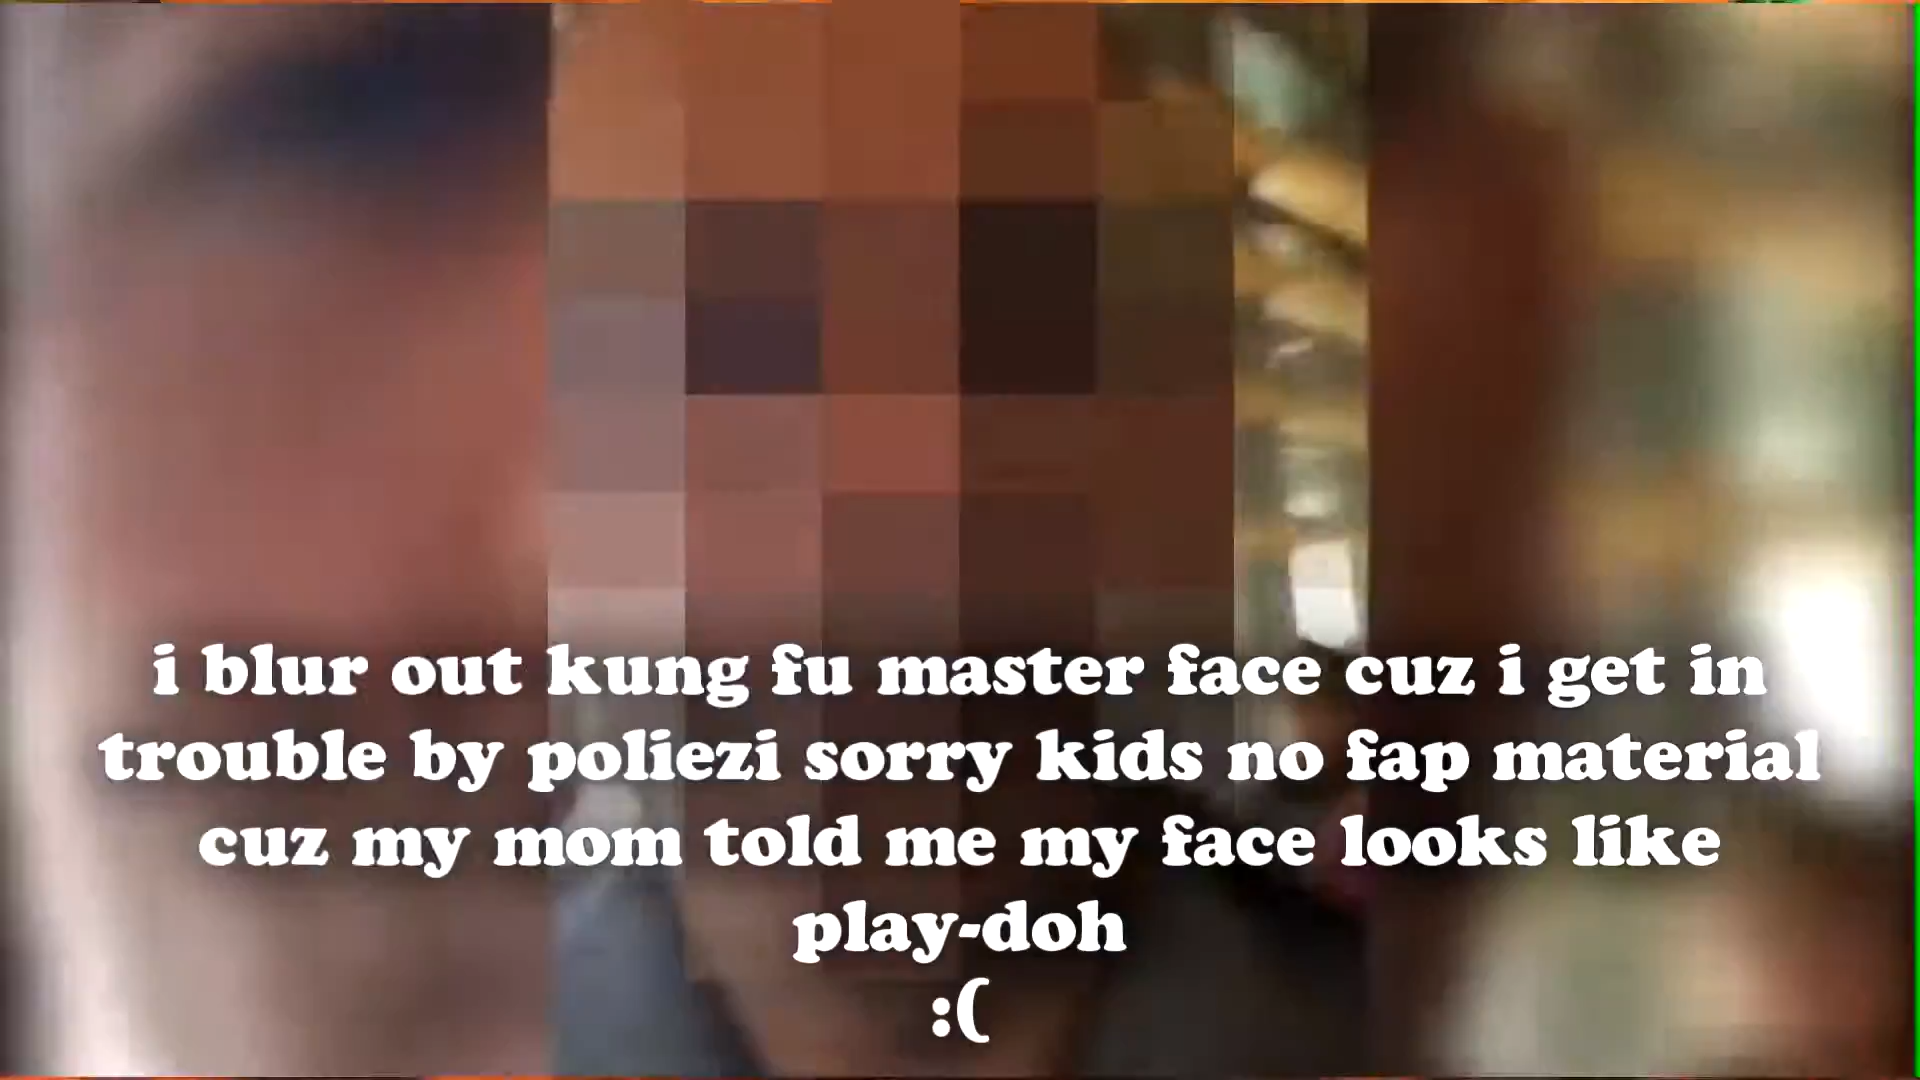 i blur out kung fu master face cuz i get in
trouble by poliezi sorry kids no fap material
cuz my mom told me my face looks like
play-doh
:(